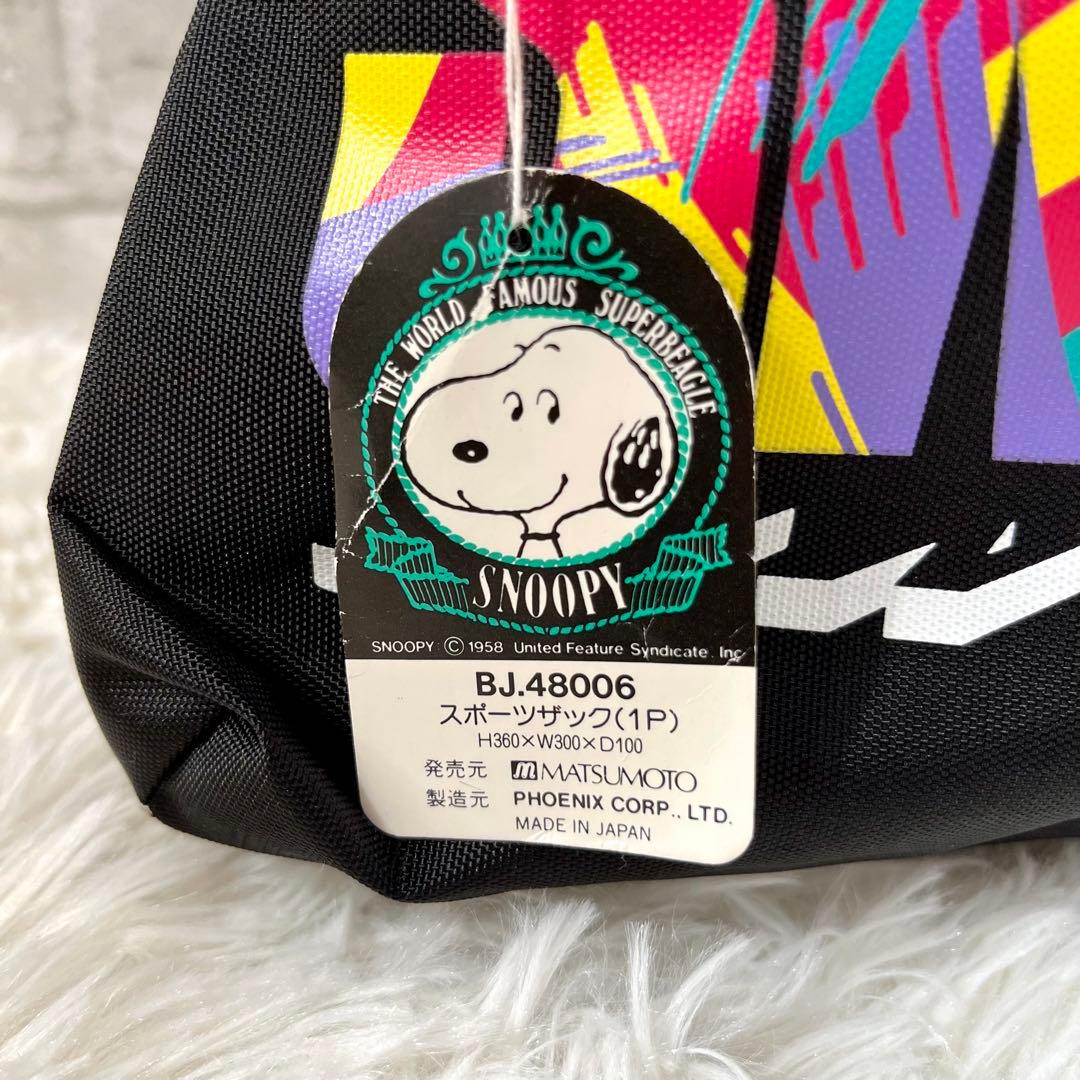 THE WORLD FAMOUS SUPERBEAGLE
SNOOPY
SNOOPY © 1958 United Feature Syndicate. Inc.
BJ.48006
スポーツザック(1P)
H360×W300×D100
発売元 m MATSUMOTO
製造元 PHOENIX CORP., LTD.
MADE IN JAPAN